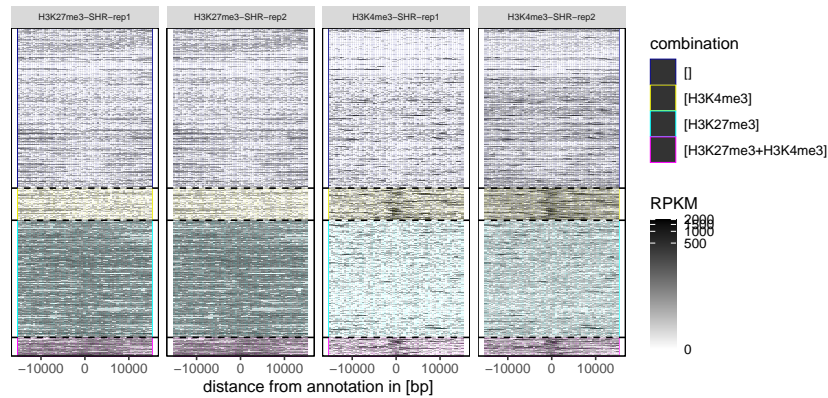 H3K27me3−SHR−rep1 H3K27me3−SHR−rep2 H3K4me3−SHR−rep1 H3K4me3−SHR−rep2
combination
[]
[H3K4me3]
[H3K27me3]
[H3K27me3+H3K4me3]
RPKM
2000
1500
1000
500
0
−10000 0 10000 −10000 0 10000 −10000 0 10000 −10000 0 10000
distance from annotation in [bp]